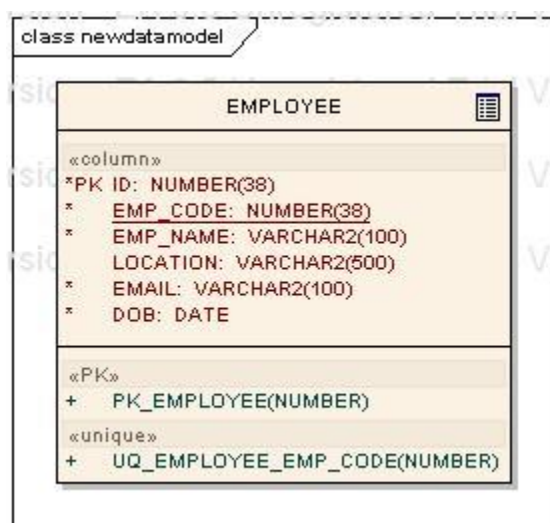 class newdatamodel
EMPLOYEE
«column»
*PK ID: NUMBER(38)
* EMP_CODE: NUMBER(38)
* EMP_NAME: VARCHAR2(100)
LOCATION: VARCHAR2(500)
* EMAIL: VARCHAR2(100)
* DOB: DATE
«PK»
+ PK_EMPLOYEE(NUMBER)
«unique»
+ UQ_EMPLOYEE_EMP_CODE(NUMBER)